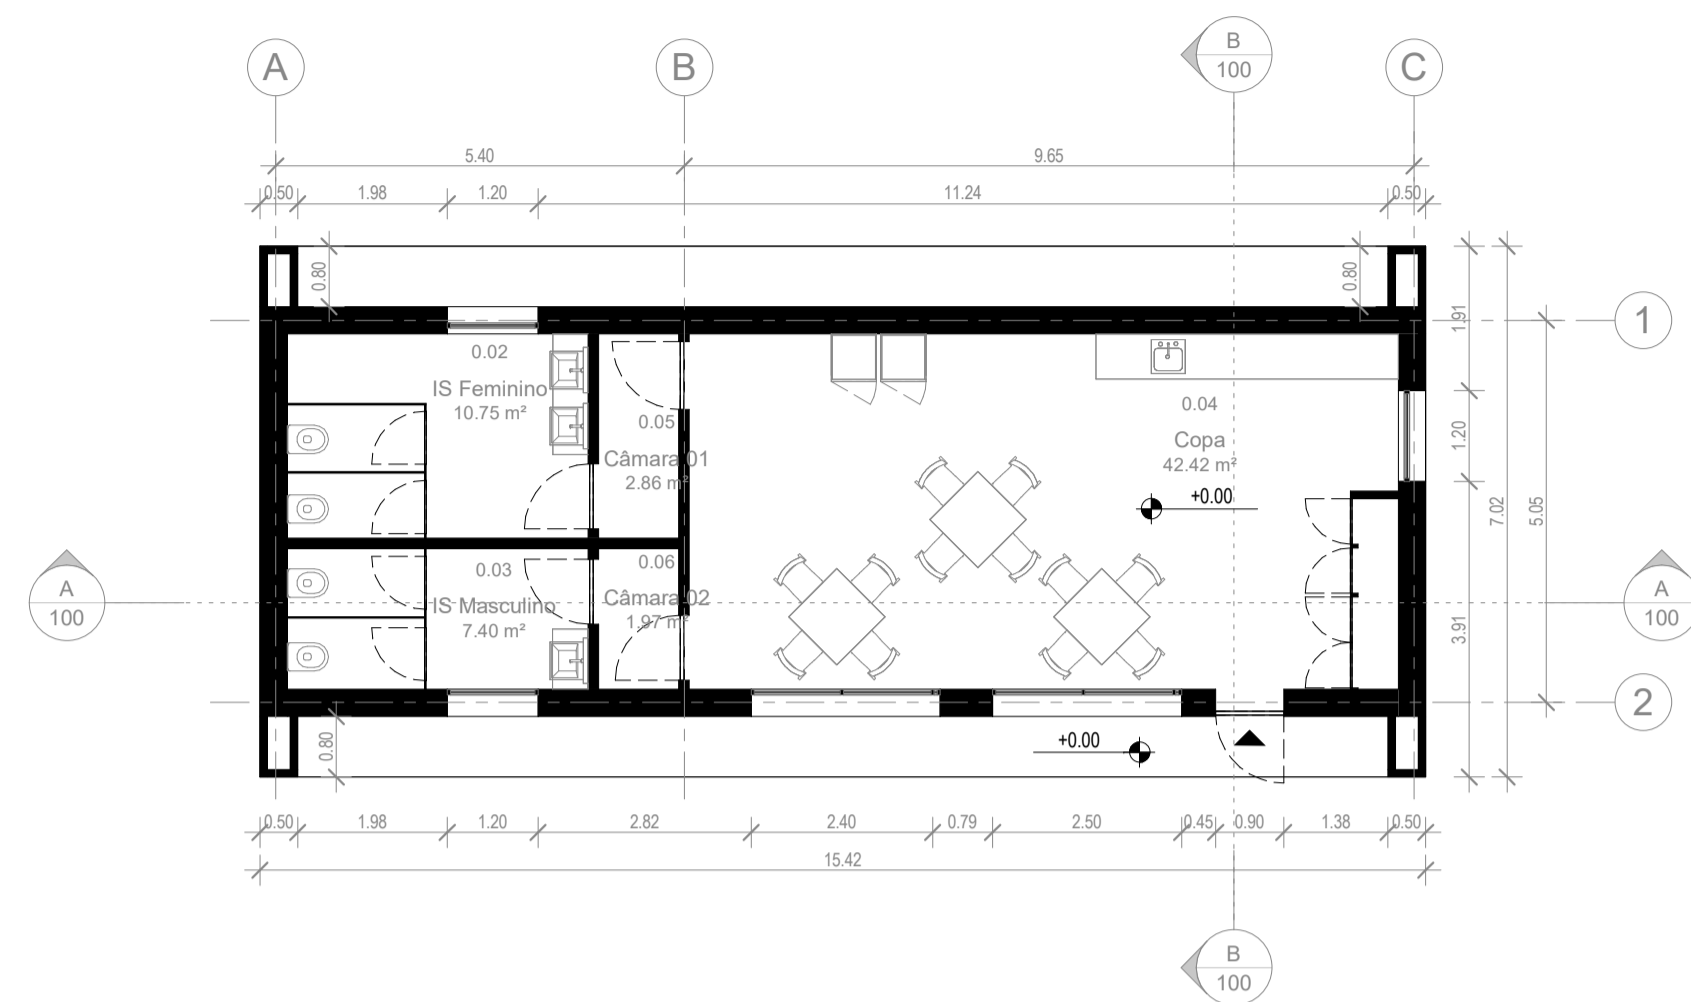 A
B
B
100
C
5.40
9.65
0.50
1.98
1.20
11.24
0.50
0.80
0.80
1
0.02
IS Feminino
10.75 m²
0.05
Câmara 01
2.86 m²
0.04
Copa
42.42 m²
+0.00
1.91
1.20
7.02
5.05
3.91
A
100
0.03
IS Masculino
7.40 m²
0.06
Câmara 02
1.97 m²
A
100
2
0.80
+0.00
0.50
1.98
1.20
2.82
2.40
0.79
2.50
0.45
0.90
1.38
0.50
15.42
B
100